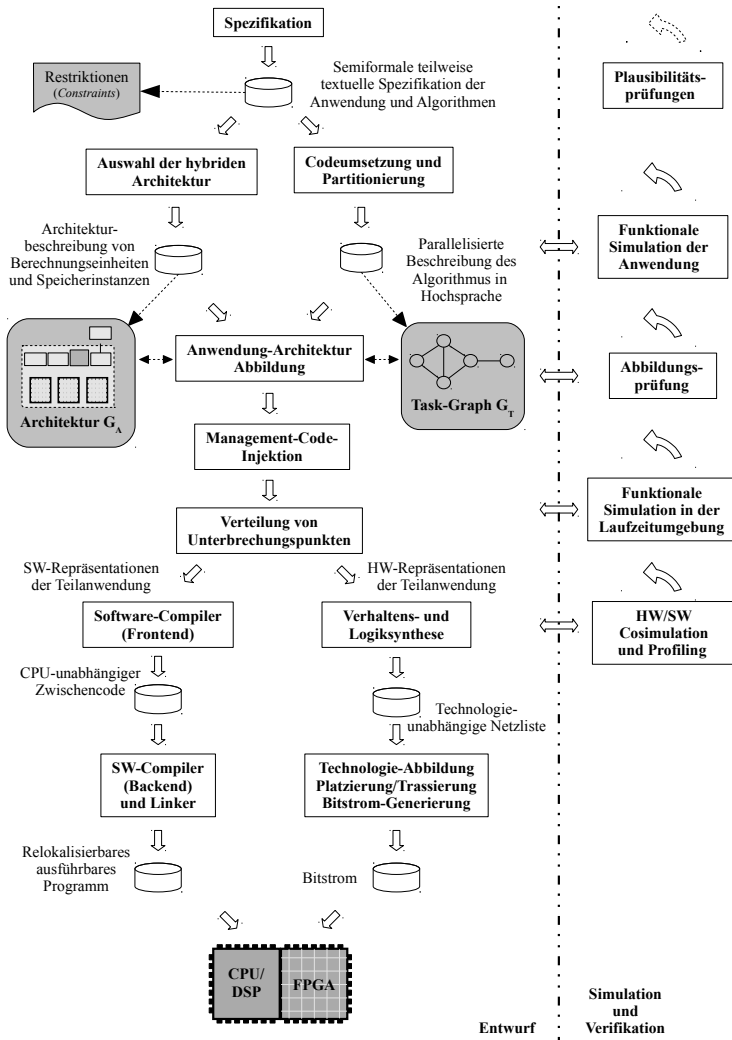 Spezifikation
Restriktionen
(Constraints)
Semiformale teilweise
textuelle Spezifikation der
Anwendung und Algorithmen
Plausibilitäts-
prüfungen
Auswahl der hybriden
Architektur
Codeumsetzung und
Partitionierung
Architektur-
beschreibung von
Berechnungseinheiten
und Speicherinstanzen
Parallelisierte
Beschreibung des
Algorithmus in
Hochsprache
Funktionale
Simulation der
Anwendung
Architektur G_A
Anwendung-Architektur
Abbildung
Task-Graph G_T
Abbildungs-
prüfung
Management-Code-
Injektion
Verteilung von
Unterbrechungspunkten
Funktionale
Simulation in der
Laufzeitumgebung
SW-Repräsentationen
der Teilanwendung
HW-Repräsentationen
der Teilanwendung
Software-Compiler
(Frontend)
Verhaltens- und
Logiksynthese
HW/SW
Cosimulation
und Profiling
CPU-unabhängiger
Zwischencode
Technologie-
unabhängige Netzliste
SW-Compiler
(Backend)
und Linker
Technologie-Abbildung
Platzierung/Trassierung
Bitstrom-Generierung
Relokalisierbares
ausführbares
Programm
Bitstrom
CPU/
DSP
FPGA
Entwurf
Simulation
und
Verifikation